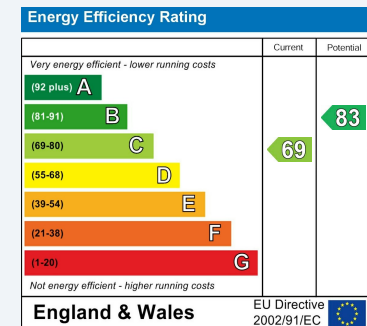 Energy Efficiency Rating
Current Potential
Very energy efficient - lower running costs
(92 plus) A
(81-91) B
83
(69-80) C
69
(55-68) D
(39-54) E
(21-38) F
(1-20) G
Not energy efficient - higher running costs
England & Wales
EU Directive
2002/91/EC